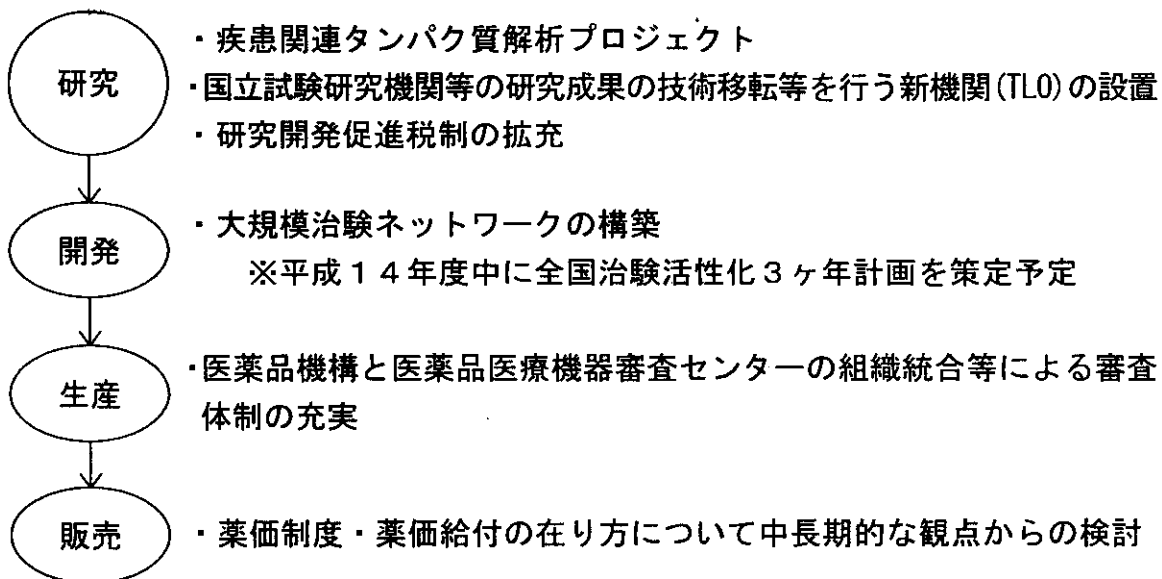 研究
・疾患関連タンパク質解析プロジェクト
・国立試験研究機関等の研究成果の技術移転等を行う新機関(TLO)の設置
・研究開発促進税制の拡充
開発
・大規模治験ネットワークの構築
※平成１４年度中に全国治験活性化３ヶ年計画を策定予定
生産
・医薬品機構と医薬品医療機器審査センターの組織統合等による審査
体制の充実
販売
・薬価制度・薬価給付の在り方について中長期的な観点からの検討